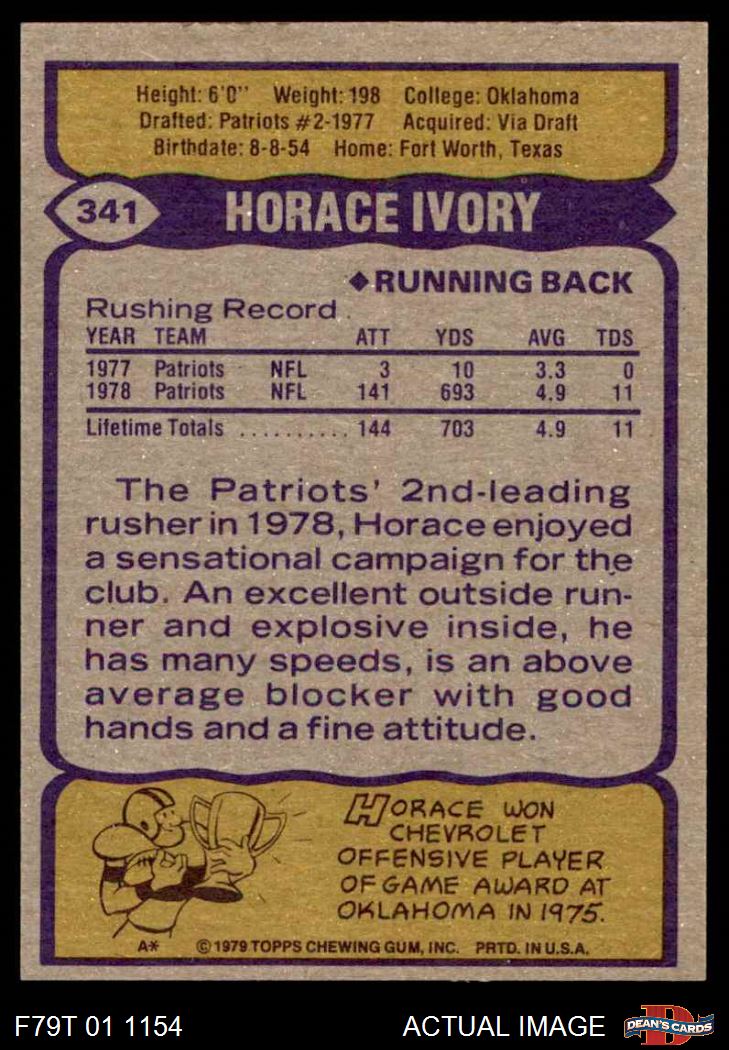 Height: 6'0'' Weight: 198 College: Oklahoma
Drafted: Patriots #2-1977 Acquired: Via Draft
Birthdate: 8-8-54 Home: Fort Worth, Texas
341 HORACE IVORY
◆RUNNING BACK
Rushing Record
YEAR TEAM ATT YDS AVG TDS
1977 Patriots NFL 3 10 3.3 0
1978 Patriots NFL 141 693 4.9 11
Lifetime Totals .......... 144 703 4.9 11
The Patriots' 2nd-leading
rusher in 1978, Horace enjoyed
a sensational campaign for the
club. An excellent outside run-
ner and explosive inside, he
has many speeds, is an above
average blocker with good
hands and a fine attitude.
HORACE WON
CHEVROLET
OFFENSIVE PLAYER
OF GAME AWARD AT
OKLAHOMA IN 1975.
A* © 1979 TOPPS CHEWING GUM, INC. PRTD. IN U.S.A.
F79T 01 1154 ACTUAL IMAGE D DEAN'S CARDS